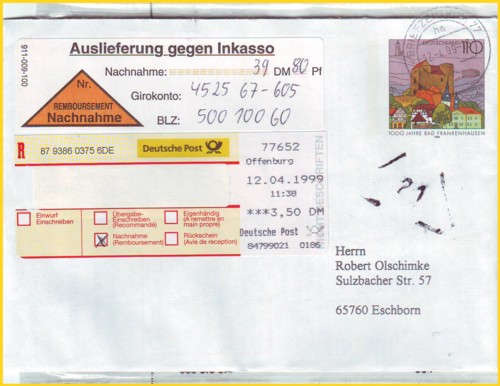 911-009-100
Auslieferung gegen Inkasso
Nachnahme: 39 DM 80 Pf
Girokonto: 4525 67-605
BLZ: 500 100 60
Nr.
REMBOURSEMENT
Nachnahme
DEUTSCHLAND 110
1000 JAHRE BAD FRANKENHAUSEN
R 87 9386 0375 6DE Deutsche Post
77652
Offenburg
12.04.1999
11:38
***3,50 DM
Deutsche Post
84799021 0186
Einwurf
Einschreiben
Übergabe-
Einschreiben
(Recommandé)
Eigenhändig
(A remettre en
main propre)
Nachnahme
(Remboursement)
Rückschein
(Avis de reception)
Herrn
Robert Olschimke
Sulzbacher Str. 57
65760 Eschborn